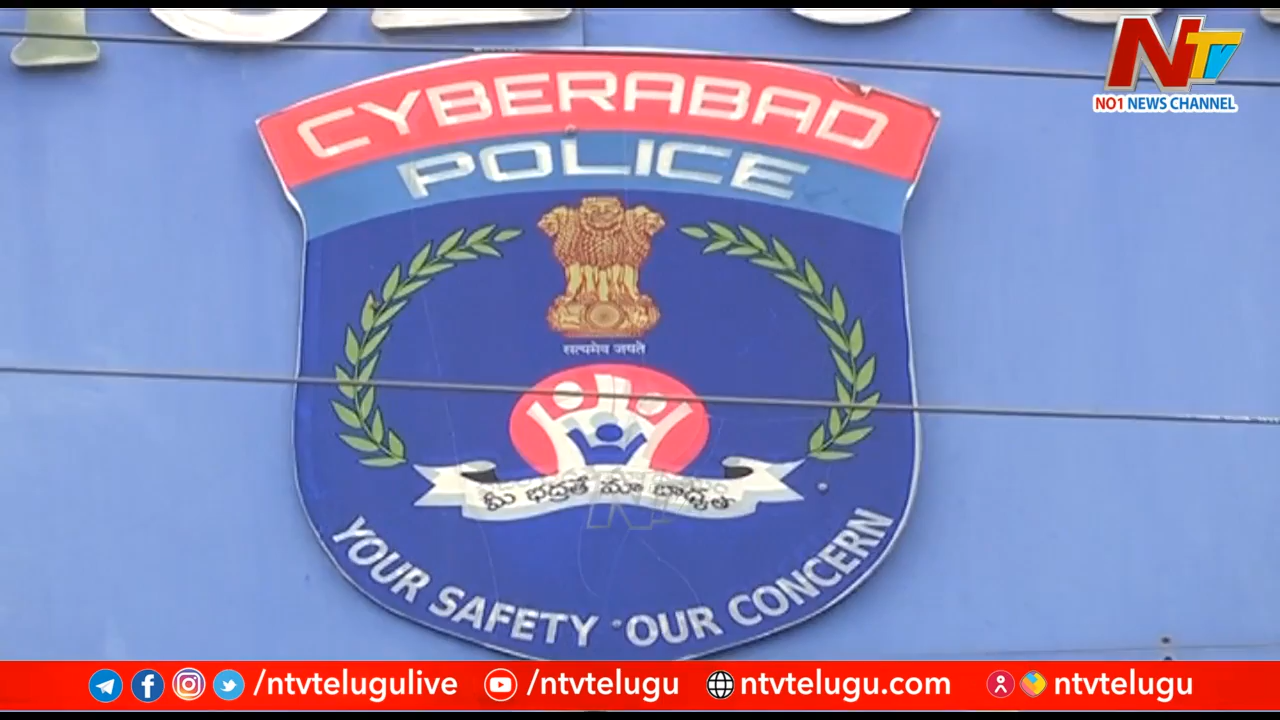 NTV
NO1 NEWS CHANNEL
CYBERABAD
POLICE
सत्यमेव जयते
మీ భద్రతే మా బాధ్యత
YOUR SAFETY OUR CONCERN
/ntvtelugulive
/ntvtelugu
ntvtelugu.com
ntvtelugu